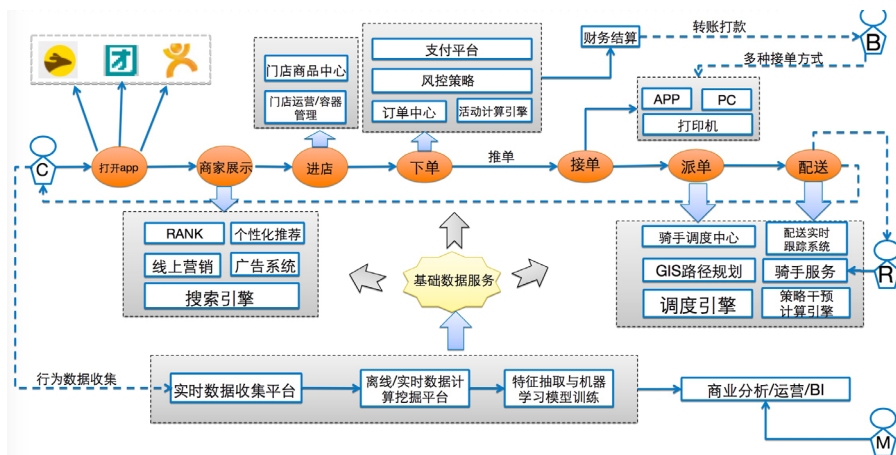 团
支付平台
财务结算
转账打款
B
门店商品中心
风控策略
多种接单方式
门店运营/容器
管理
订单中心
活动计算引擎
APP
PC
打印机
C
打开app
商家展示
进店
下单
推单
接单
派单
配送
RANK
个性化推荐
线上营销
广告系统
搜索引擎
基础数据服务
骑手调度中心
配送实时
跟踪系统
GIS路径规划
骑手服务
R
调度引擎
策略干预
计算引擎
行为数据收集
实时数据收集平台
离线/实时数据计
算挖掘平台
特征抽取与机器
学习模型训练
商业分析/运营/BI
M